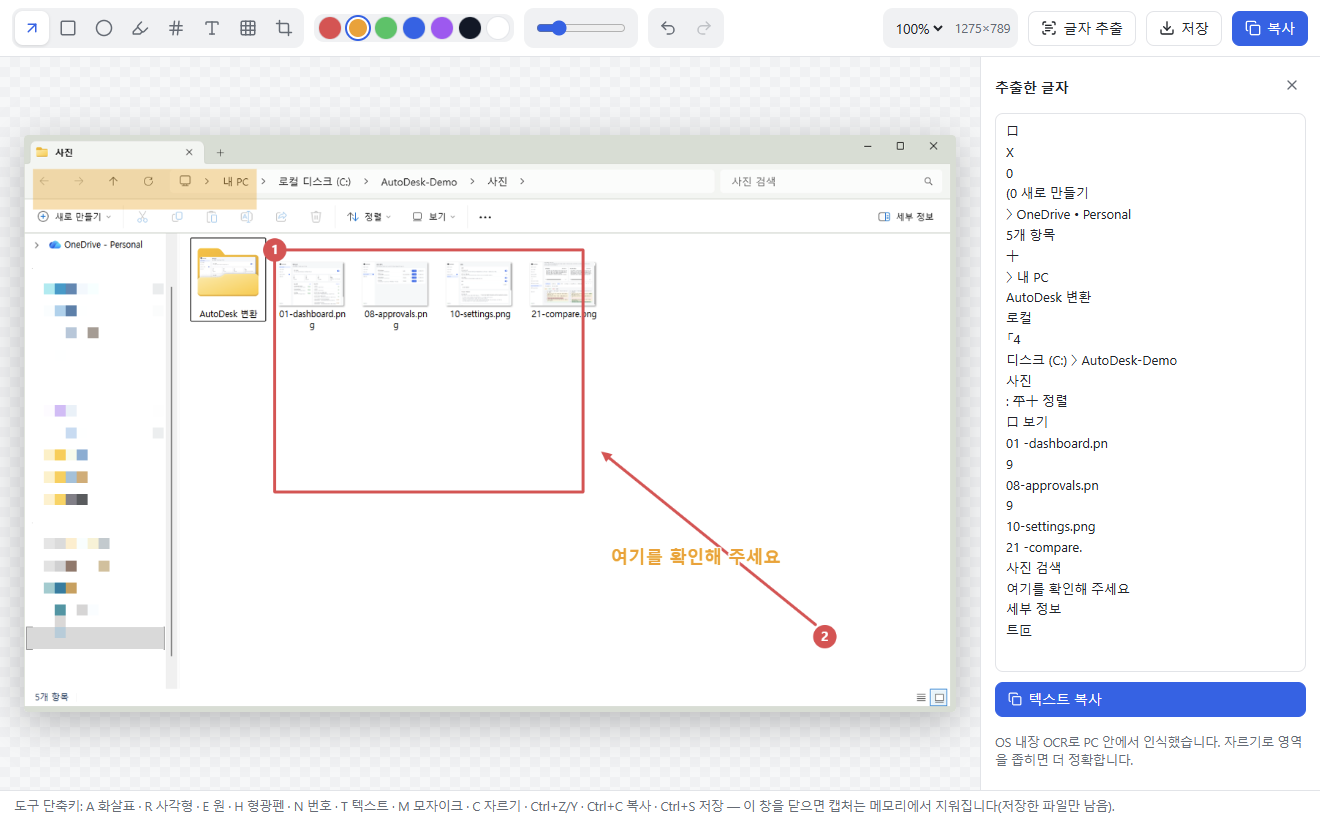 100%
1275×789
글자 추출
저장
복사
사진
내 PC
로컬 디스크 (C:)
AutoDesk-Demo
사진
사진 검색
새로 만들기
정렬
보기
세부 정보
OneDrive - Personal
1
AutoDesk 변환
01-dashboard.pn
g
08-approvals.pn
g
10-settings.png
21-compare.png
여기를 확인해 주세요
2
5개 항목
추출한 글자
口
X
0
(0 새로 만들기
〉OneDrive • Personal
5개 항목
十
〉내 PC
AutoDesk 변환
로컬
「4
디스크 (C:) 〉AutoDesk-Demo
사진
: 邒十 정렬
口 보기
01 -dashboard.pn
9
08-approvals.pn
9
10-settings.png
21 -compare.
사진 검색
여기를 확인해 주세요
세부 정보
트回
텍스트 복사
OS 내장 OCR로 PC 안에서 인식했습니다. 자르기로 영역
을 좁히면 더 정확합니다.
도구 단축키: A 화살표 · R 사각형 · E 원 · H 형광펜 · N 번호 · T 텍스트 · M 모자이크 · C 자르기 · Ctrl+Z/Y · Ctrl+C 복사 · Ctrl+S 저장 — 이 창을 닫으면 캡처는 메모리에서 지워집니다(저장한 파일만 남음).